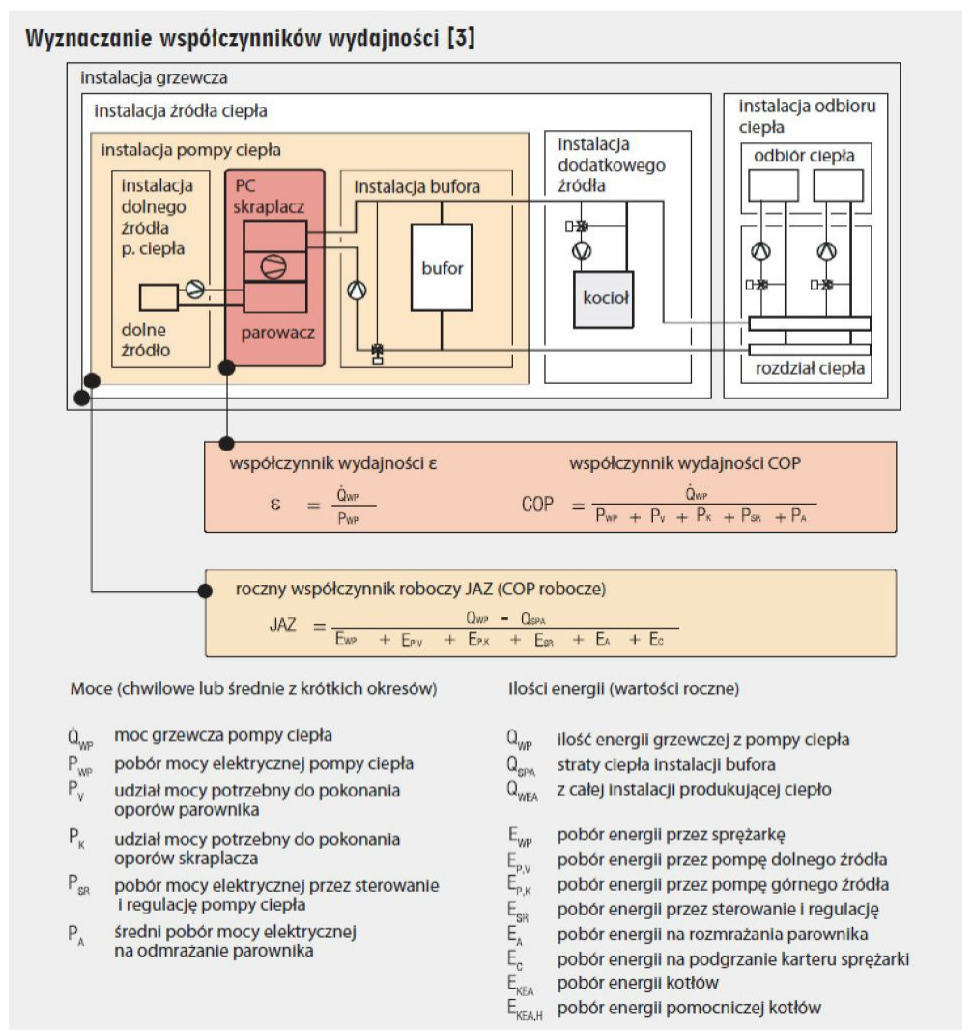 Wyznaczanie współczynników wydajności [3]
instalacja grzewcza
instalacja źródła ciepła
instalacja pompy ciepła
Instalacja
dolnego
źródła
p. ciepła
dolne
źródło
PC
skraplacz
parowacz
Instalacja bufora
bufor
Instalacja
dodatkowego
źródła
kocioł
instalacja odbioru
ciepła
odbiór ciepła
rozdział ciepła
współczynnik wydajności ε
ε = Q̇WP / PWP
współczynnik wydajności COP
COP = Q̇WP / PWP + PV + PK + PSR + PA
roczny współczynnik roboczy JAZ (COP robocze)
JAZ = QWP - QSPA / EWP + EP.V + EP.K + ESR + EA + EC
Moce (chwilowe lub średnie z krótkich okresów)
Q̇WP moc grzewcza pompy ciepła
PWP pobór mocy elektrycznej pompy ciepła
PV udział mocy potrzebny do pokonania
oporów parownika
PK udział mocy potrzebny do pokonania
oporów skraplacza
PSR pobór mocy elektrycznej przez sterowanie
i regulację pompy ciepła
PA średni pobór mocy elektrycznej
na odmrażanie parownika
Ilości energii (wartości roczne)
QWP ilość energii grzewczej z pompy ciepła
QSPA straty ciepła instalacji bufora
QWEA z całej instalacji produkującej ciepło
EWP pobór energii przez sprężarkę
EP,V pobór energii przez pompę dolnego źródła
EP,K pobór energii przez pompę górnego źródła
ESR pobór energii przez sterowanie i regulację
EA pobór energii na rozmrażania parownika
EC pobór energii na podgrzanie karteru sprężarki
EKEA pobór energii kotłów
EKEA,H pobór energii pomocniczej kotłów